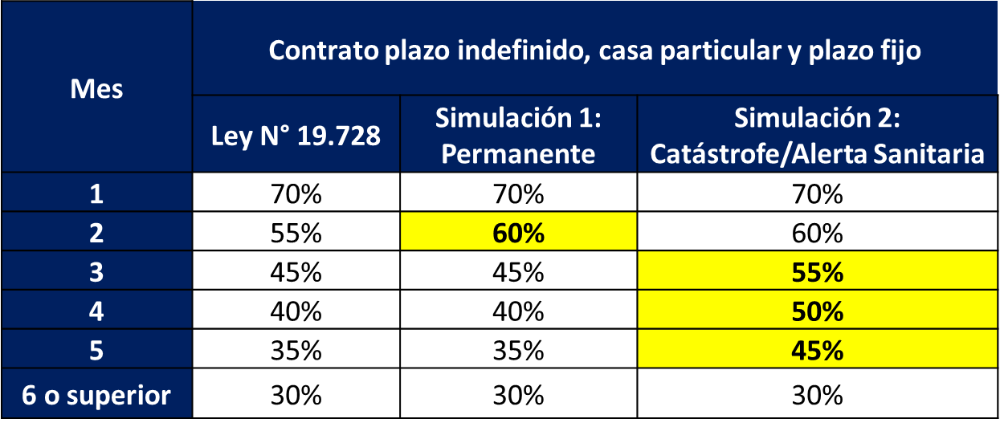 Mes
Contrato plazo indefinido, casa particular y plazo fijo
Ley N° 19.728
Simulación 1:
Permanente
Simulación 2:
Catástrofe/Alerta Sanitaria
1 70% 70% 70%
2 55% 60% 60%
3 45% 45% 55%
4 40% 40% 50%
5 35% 35% 45%
6 o superior 30% 30% 30%